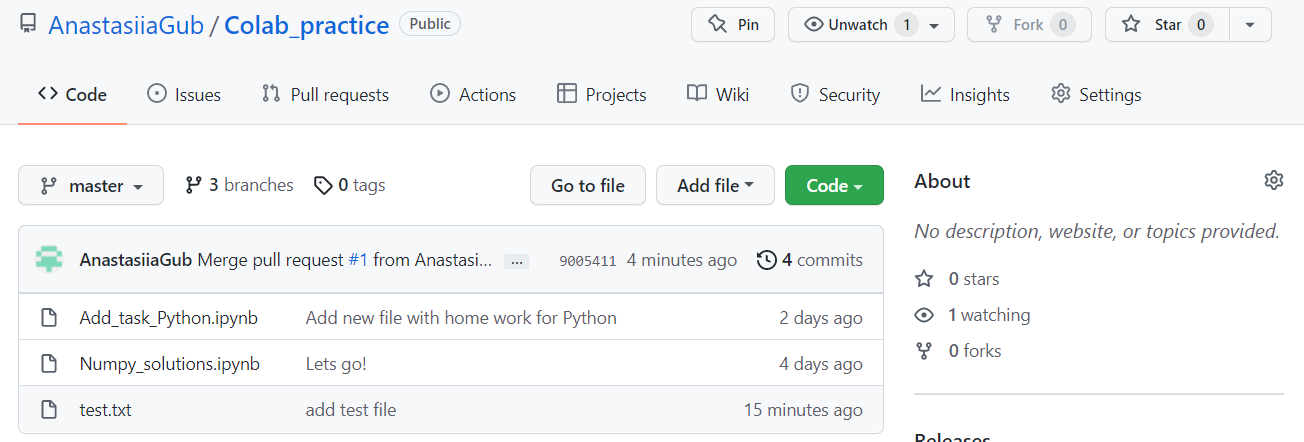 AnastasiiaGub / Colab_practice Public Pin Unwatch 1 Fork 0 Star 0
Code Issues Pull requests Actions Projects Wiki Security Insights Settings
master 3 branches 0 tags Go to file Add file Code
AnastasiiaGub Merge pull request #1 from Anastasi... ... 9005411 4 minutes ago 4 commits
Add_task_Python.ipynb Add new file with home work for Python 2 days ago
Numpy_solutions.ipynb Lets go! 4 days ago
test.txt add test file 15 minutes ago
About
No description, website, or topics provided.
0 stars
1 watching
0 forks
Releases